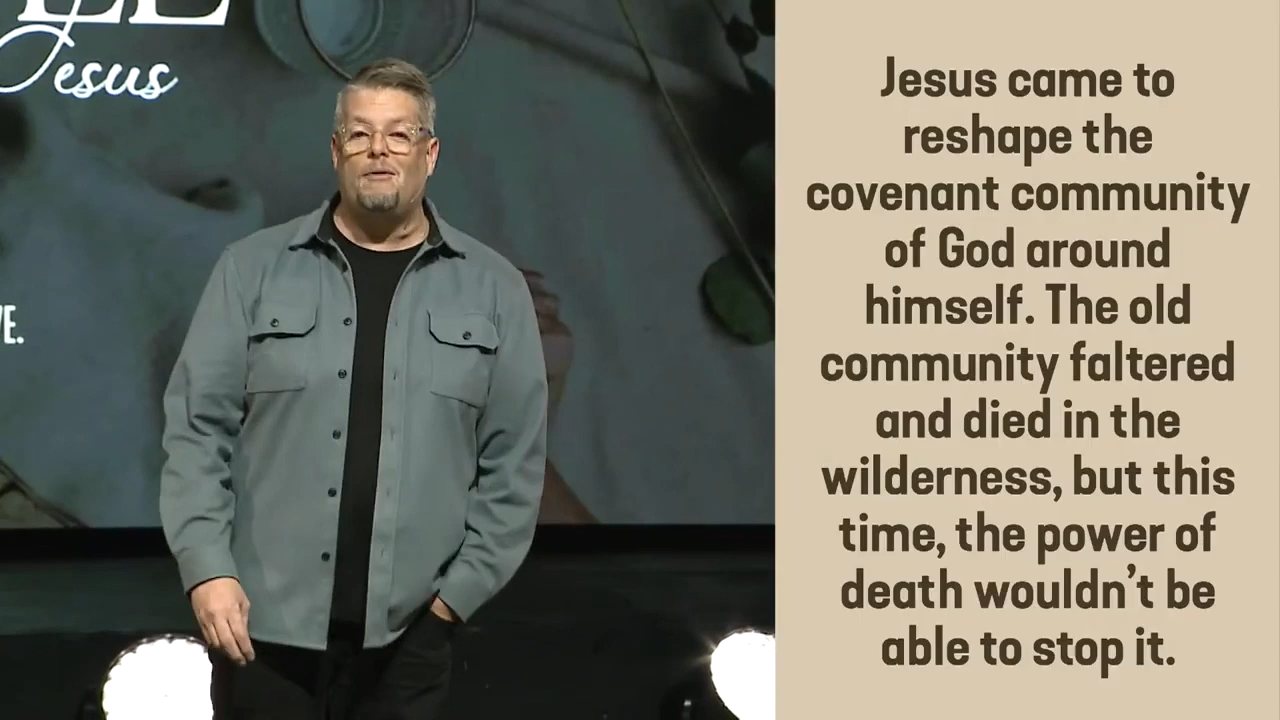 Jesus
Jesus came to
reshape the
covenant community
of God around
himself. The old
community faltered
and died in the
wilderness, but this
time, the power of
death wouldn't be
able to stop it.